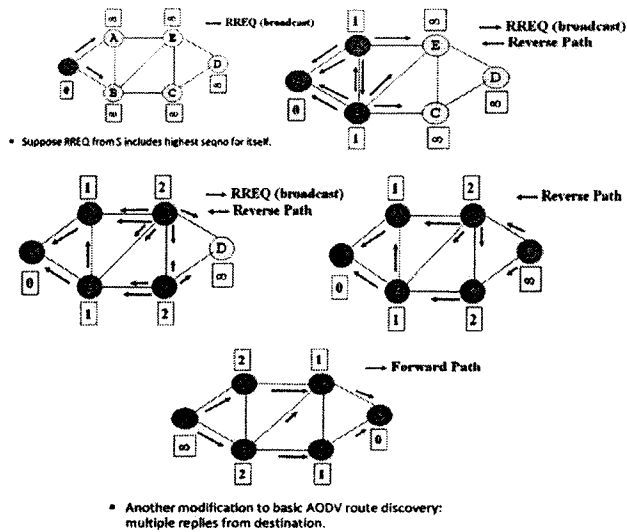 ∞ ∞
RREQ (broadcast)
A E
D
0 B C ∞
∞ ∞
• Suppose RREQ from S includes highest seqno for itself.
1 ∞
RREQ (broadcast)
Reverse Path
E
D
0 C ∞
1 ∞
1 2
RREQ (broadcast)
Reverse Path
D
0 ∞
1 2
1 2
Reverse Path
0 ∞
1 2
2 1
Forward Path
∞ 0
2 1
• Another modification to basic AODV route discovery:
multiple replies from destination.